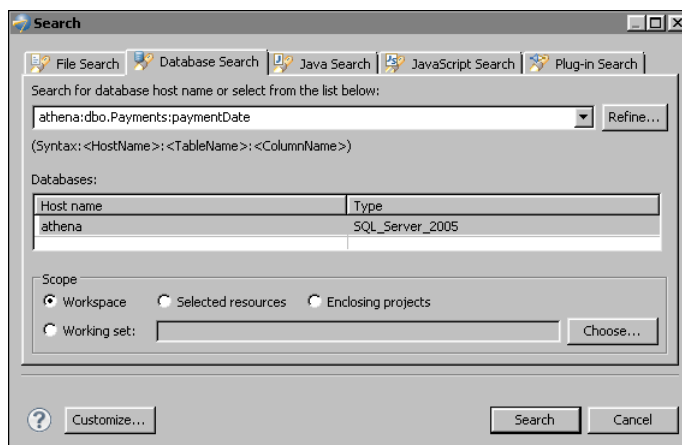 Search
File Search Database Search Java Search JavaScript Search Plug-in Search
Search for database host name or select from the list below:
athena:dbo.Payments:paymentDate Refine...
(Syntax:<HostName>:<TableName>:<ColumnName>)
Databases:
Host name Type
athena SQL_Server_2005
Scope
Workspace Selected resources Enclosing projects
Working set: Choose...
? Customize... Search Cancel